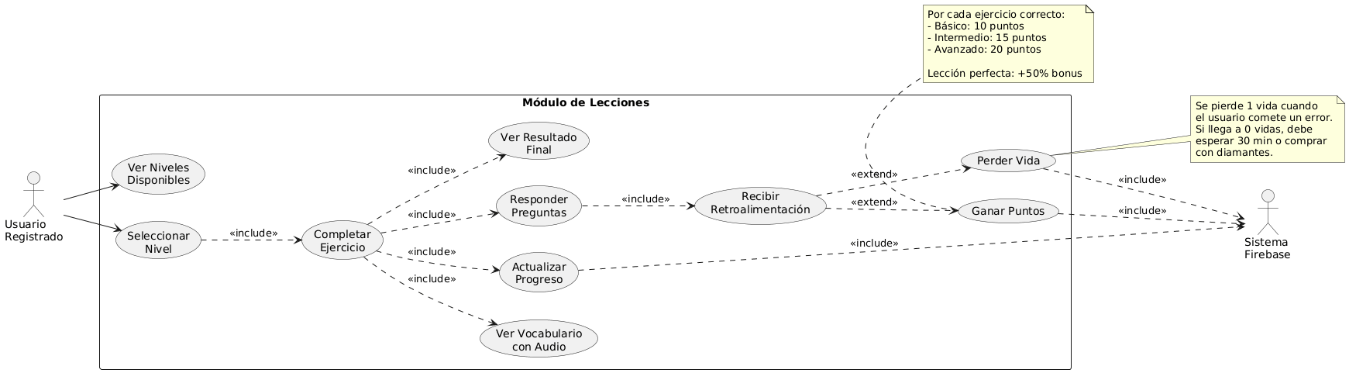 Por cada ejercicio correcto:
- Básico: 10 puntos
- Intermedio: 15 puntos
- Avanzado: 20 puntos
Lección perfecta: +50% bonus
Módulo de Lecciones
Se pierde 1 vida cuando
el usuario comete un error.
Si llega a 0 vidas, debe
esperar 30 min o comprar
con diamantes.
Usuario
Registrado
Ver Niveles
Disponibles
Seleccionar
Nivel
«include»
Completar
Ejercicio
«include»
«include»
«include»
«include»
Ver Resultado
Final
Responder
Preguntas
Actualizar
Progreso
Ver Vocabulario
con Audio
«include»
Recibir
Retroalimentación
«extend»
«extend»
Perder Vida
Ganar Puntos
«include»
«include»
«include»
Sistema
Firebase